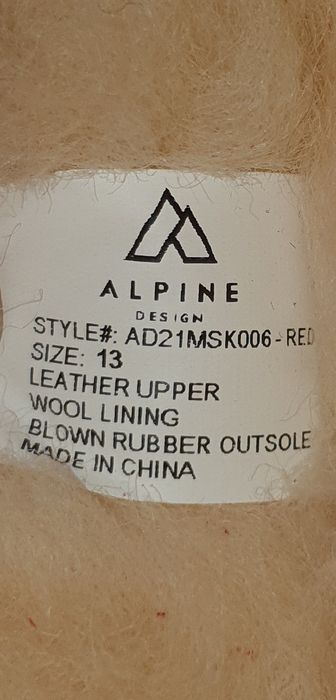 ALPINE
DESIGN
STYLE#: AD21MSK006-RED
SIZE: 13
LEATHER UPPER
WOOL LINING
BLOWN RUBBER OUTSOLE
MADE IN CHINA